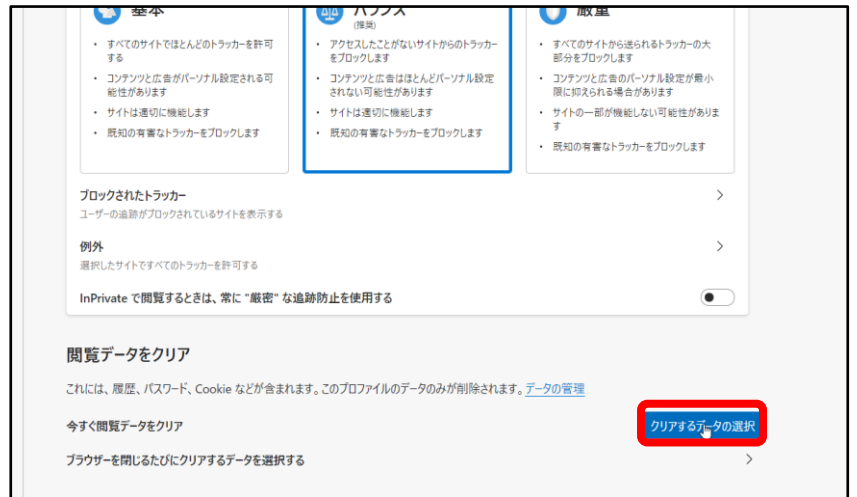 基本
バランス
(推奨)
厳重
・ すべてのサイトでほとんどのトラッカーを許可
する
・ コンテンツと広告がパーソナル設定される可
能性があります
・ サイトは適切に機能します
・ 既知の有害なトラッカーをブロックします
・ アクセスしたことがないサイトからのトラッカー
をブロックします
・ コンテンツと広告はほとんどパーソナル設定
されない可能性があります
・ サイトは適切に機能します
・ 既知の有害なトラッカーをブロックします
・ すべてのサイトから送られるトラッカーの大
部分をブロックします
・ コンテンツと広告のパーソナル設定が最小
限に抑えられる場合があります
・ サイトの一部が機能しない可能性がありま
す
・ 既知の有害なトラッカーをブロックします
ブロックされたトラッカー
ユーザーの追跡がブロックされているサイトを表示する
例外
選択したサイトですべてのトラッカーを許可する
InPrivate で閲覧するときは、常に "厳密" な追跡防止を使用する
閲覧データをクリア
これには、履歴、パスワード、Cookie などが含まれます。このプロファイルのデータのみが削除されます。データの管理
今すぐ閲覧データをクリア
クリアするデータの選択
ブラウザーを閉じるたびにクリアするデータを選択する